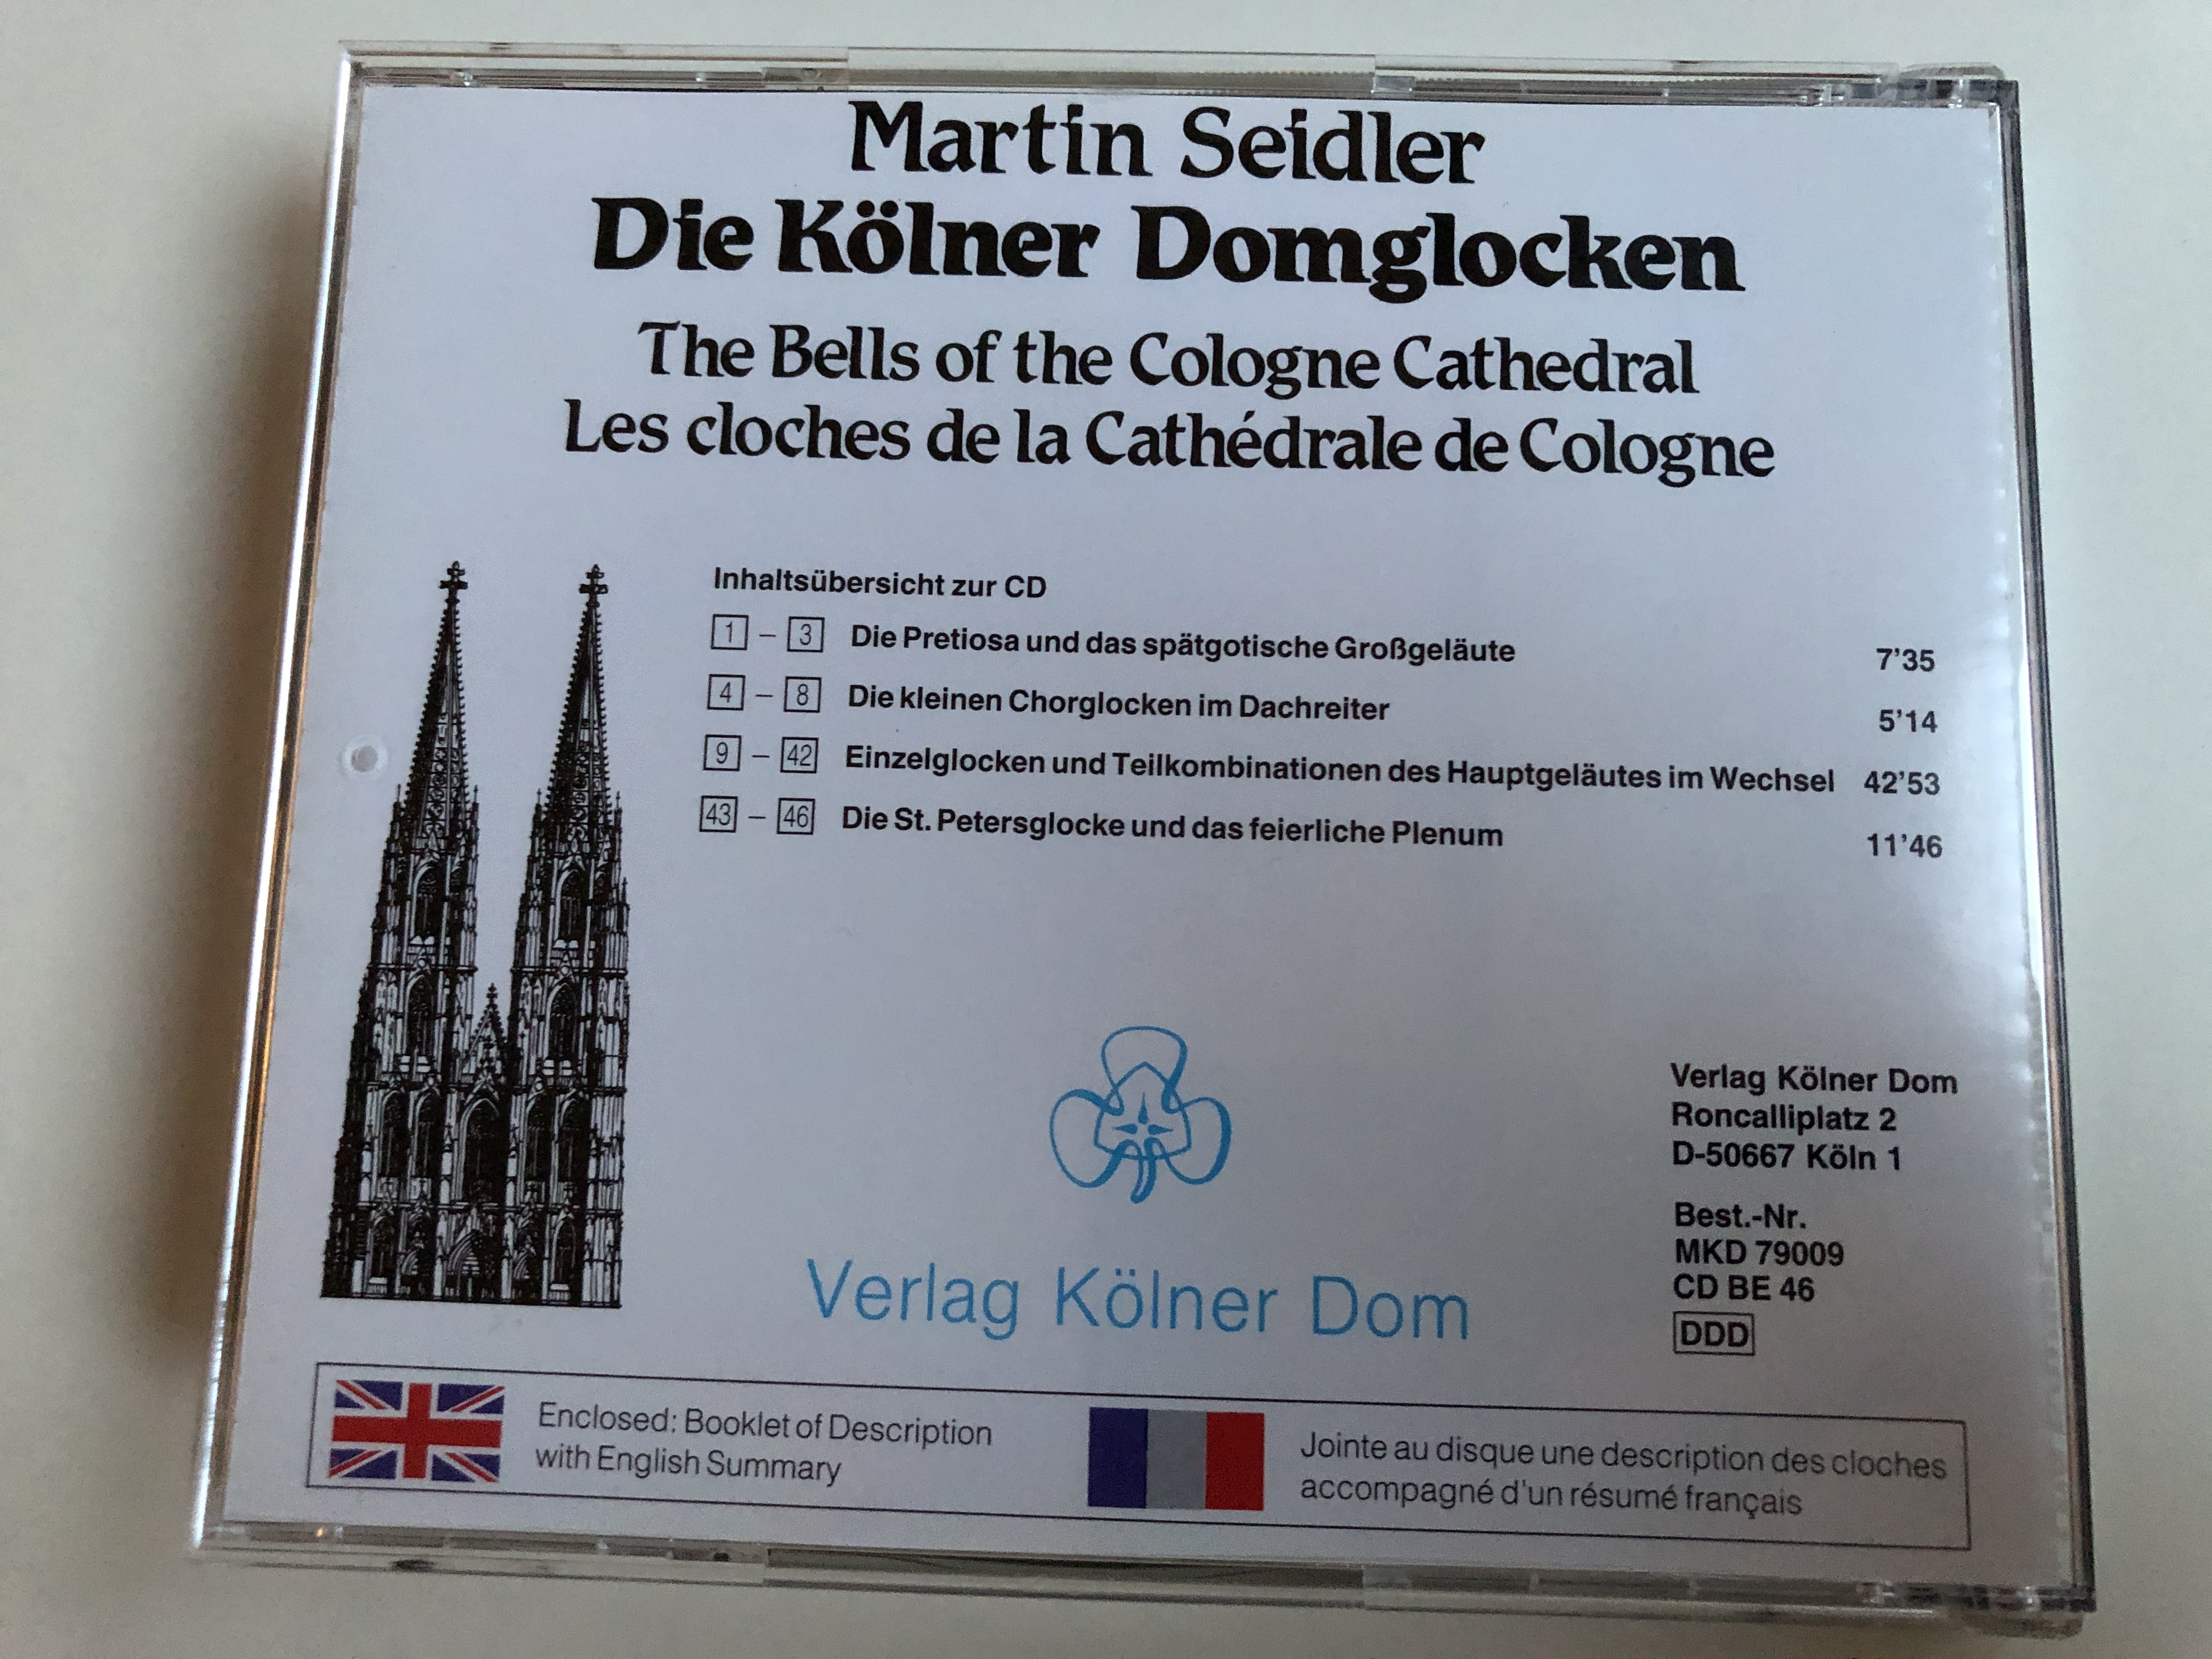 Martin Seidler
Die Kölner Domglocken
The Bells of the Cologne Cathedral
Les cloches de la Cathédrale de Cologne
Inhaltsübersicht zur CD
1 – 3 Die Pretiosa und das spätgotische Großgeläute 7'35
4 – 8 Die kleinen Chorglocken im Dachreiter 5'14
9 – 42 Einzelglocken und Teilkombinationen des Hauptgeläutes im Wechsel 42'53
43 – 46 Die St. Petersglocke und das feierliche Plenum 11'46
Verlag Kölner Dom
Verlag Kölner Dom
Roncalliplatz 2
D-50667 Köln 1
Best.-Nr.
MKD 79009
CD BE 46
DDD
Enclosed: Booklet of Description
with English Summary
Jointe au disque une description des cloches
accompagné d'un résumé français